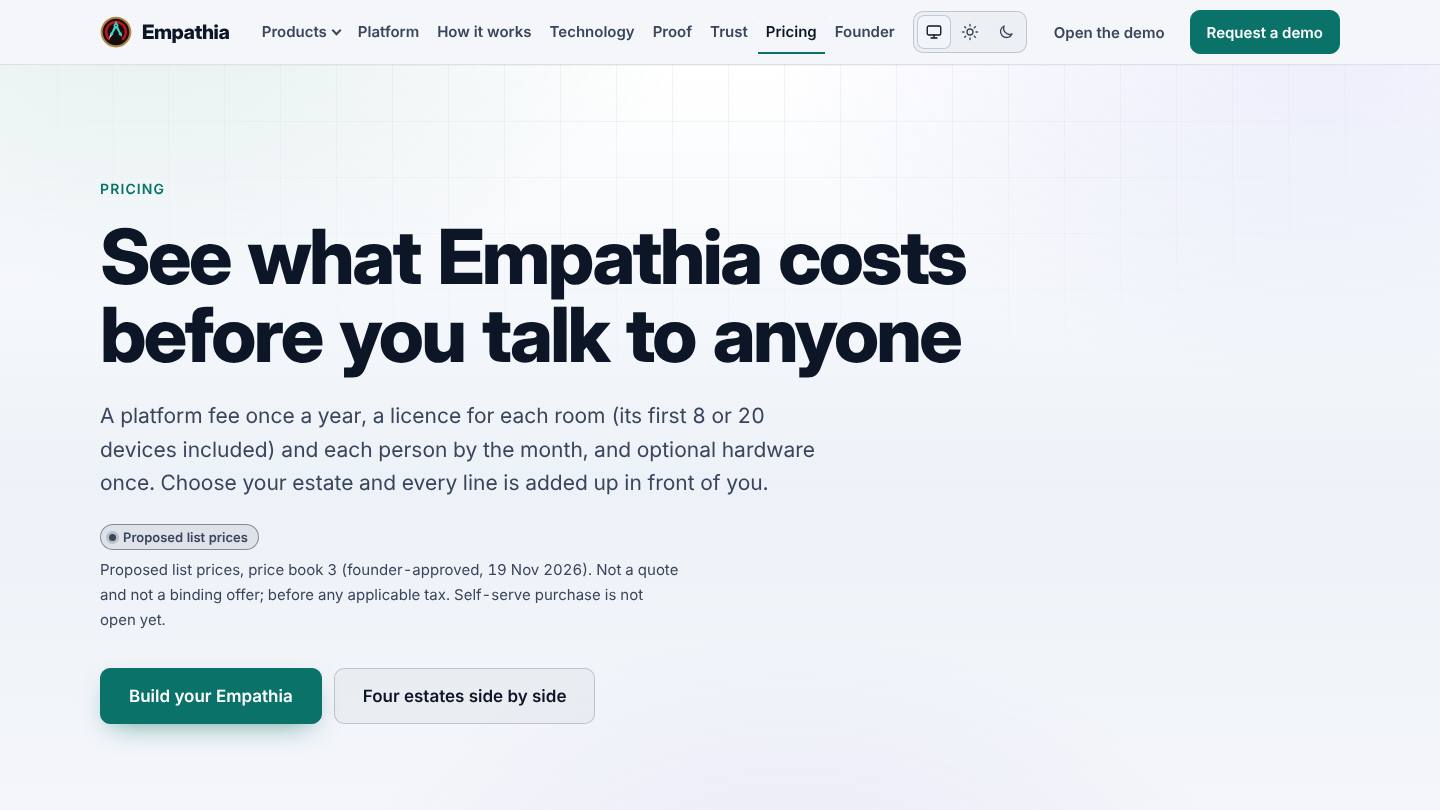 Empathia
Products
Platform
How it works
Technology
Proof
Trust
Pricing
Founder
Open the demo
Request a demo
PRICING
See what Empathia costs
before you talk to anyone
A platform fee once a year, a licence for each room (its first 8 or 20
devices included) and each person by the month, and optional hardware
once. Choose your estate and every line is added up in front of you.
Proposed list prices
Proposed list prices, price book 3 (founder-approved, 19 Nov 2026). Not a quote
and not a binding offer; before any applicable tax. Self-serve purchase is not
open yet.
Build your Empathia
Four estates side by side